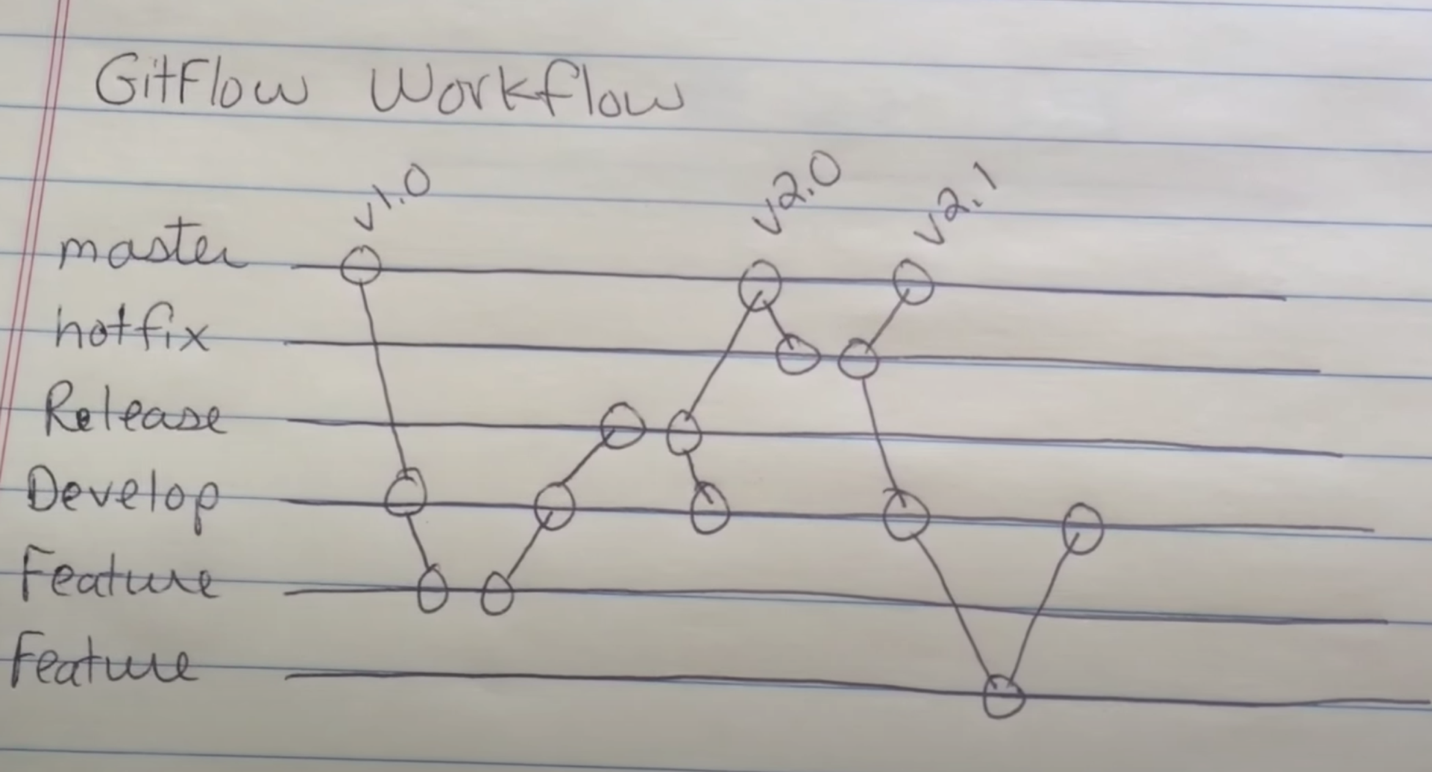 GitFlow Workflow
v1.0 v2.0 v2.1
master
hotfix
Release
Develop
Feature
Feature